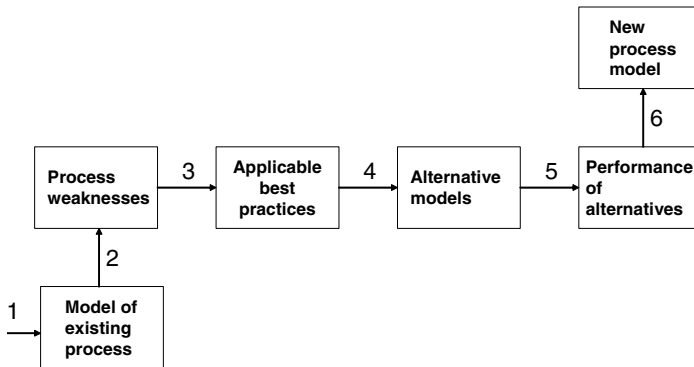 New
process
model
6
Process
weaknesses
3
Applicable
best
practices
4
Alternative
models
5
Performance
of
alternatives
2
1
Model of
existing
process